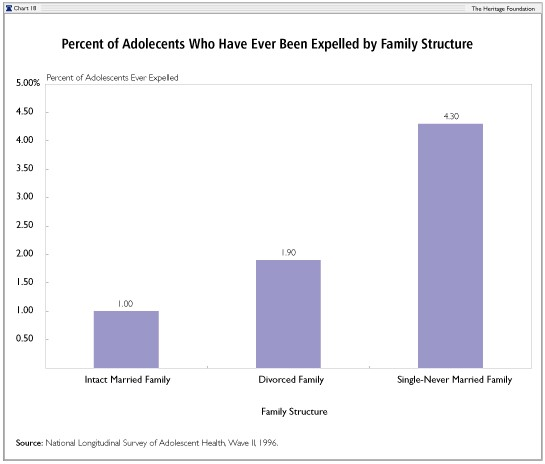 Chart 18
The Heritage Foundation
Percent of Adolecents Who Have Ever Been Expelled by Family Structure
Percent of Adolescents Ever Expelled
5.00%
4.50
4.00
3.50
3.00
2.50
2.00
1.50
1.00
0.50
1.00
1.90
4.30
Intact Married Family
Divorced Family
Single-Never Married Family
Family Structure
Source: National Longitudinal Survey of Adolescent Health, Wave II, 1996.